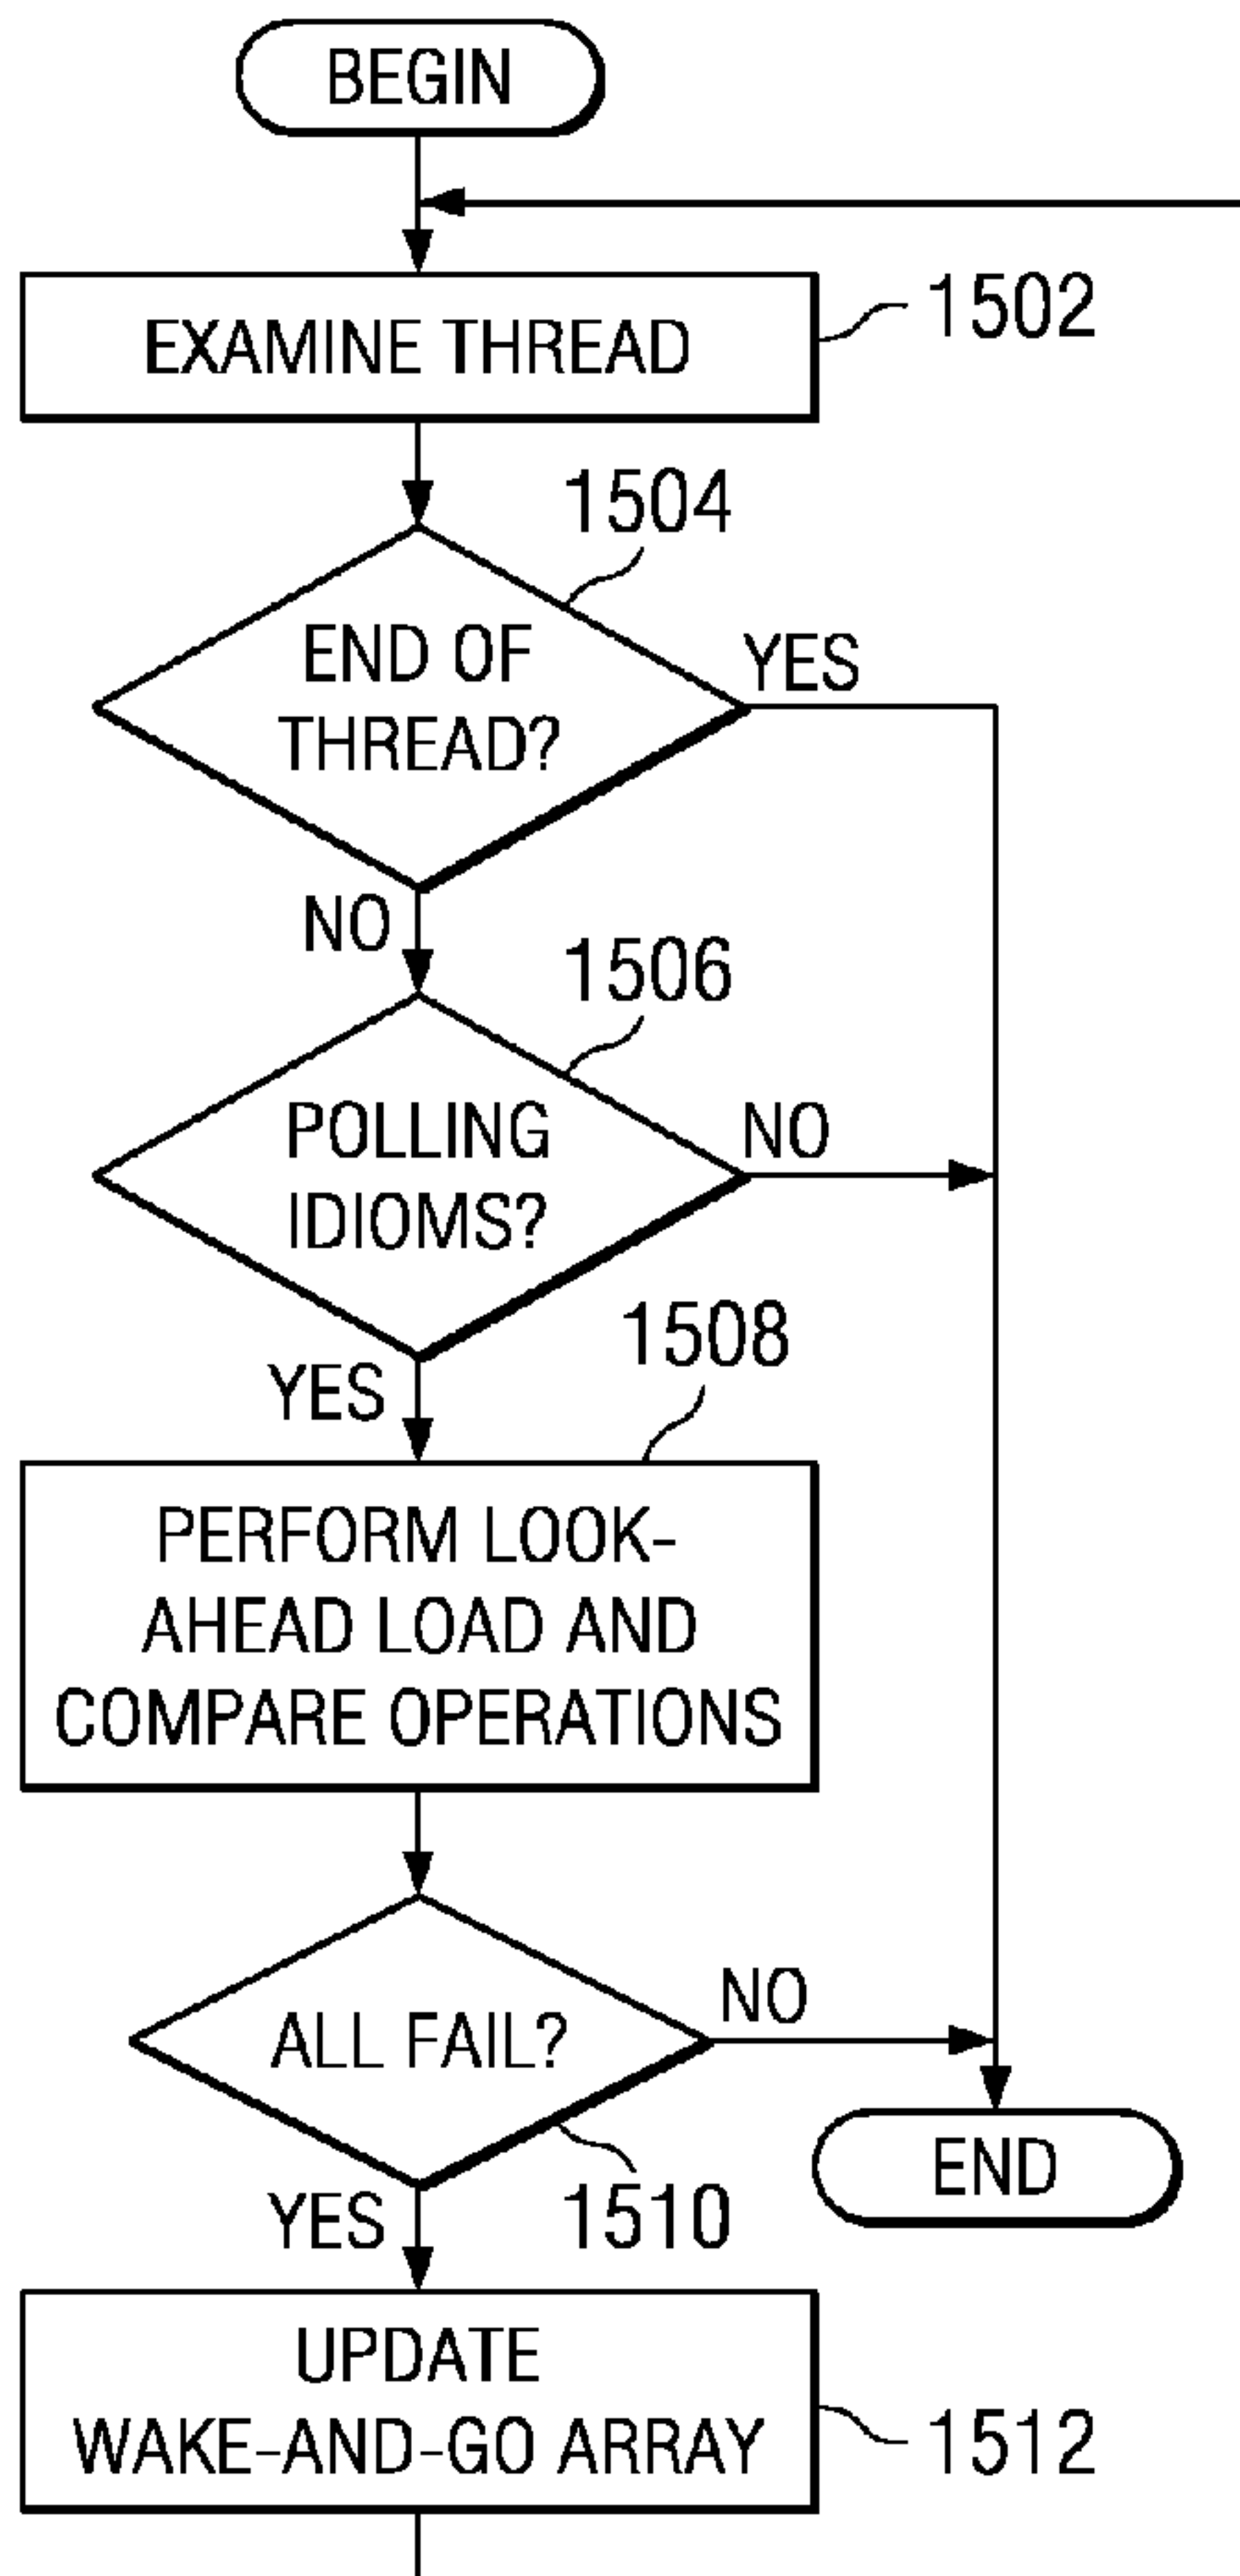 BEGIN
EXAMINE THREAD
1502
1504
END OF
THREAD?
YES
NO
1506
POLLING
IDIOMS?
NO
YES
1508
PERFORM LOOK-
AHEAD LOAD AND
COMPARE OPERATIONS
ALL FAIL?
NO
YES
1510
END
UPDATE
WAKE-AND-GO ARRAY
1512